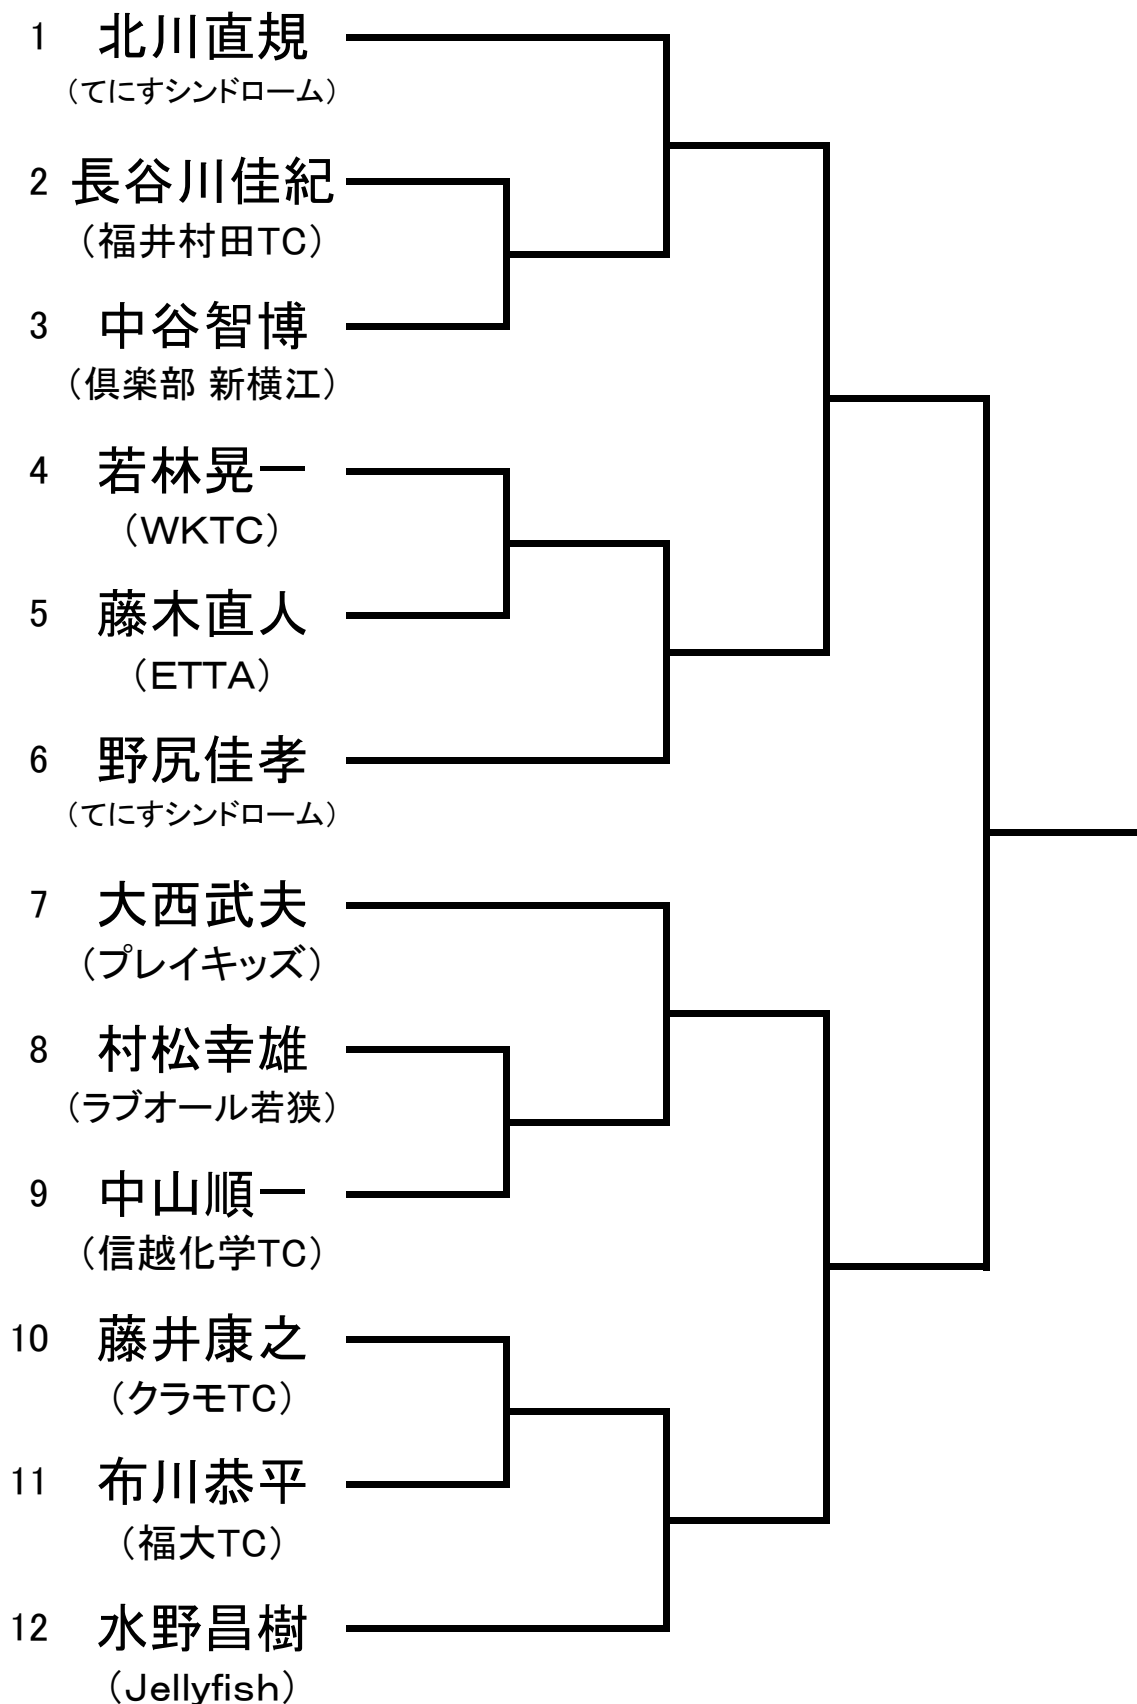 1 北川直規
（てにすシンドローム）
2 長谷川佳紀
（福井村田TC）
3 中谷智博
（倶楽部 新横江）
4 若林晃一
（WKTC）
5 藤木直人
（ETTA）
6 野尻佳孝
（てにすシンドローム）
7 大西武夫
（プレイキッズ）
8 村松幸雄
（ラブオール若狭）
9 中山順一
（信越化学TC）
10 藤井康之
（クラモTC）
11 布川恭平
（福大TC）
12 水野昌樹
（Jellyfish）